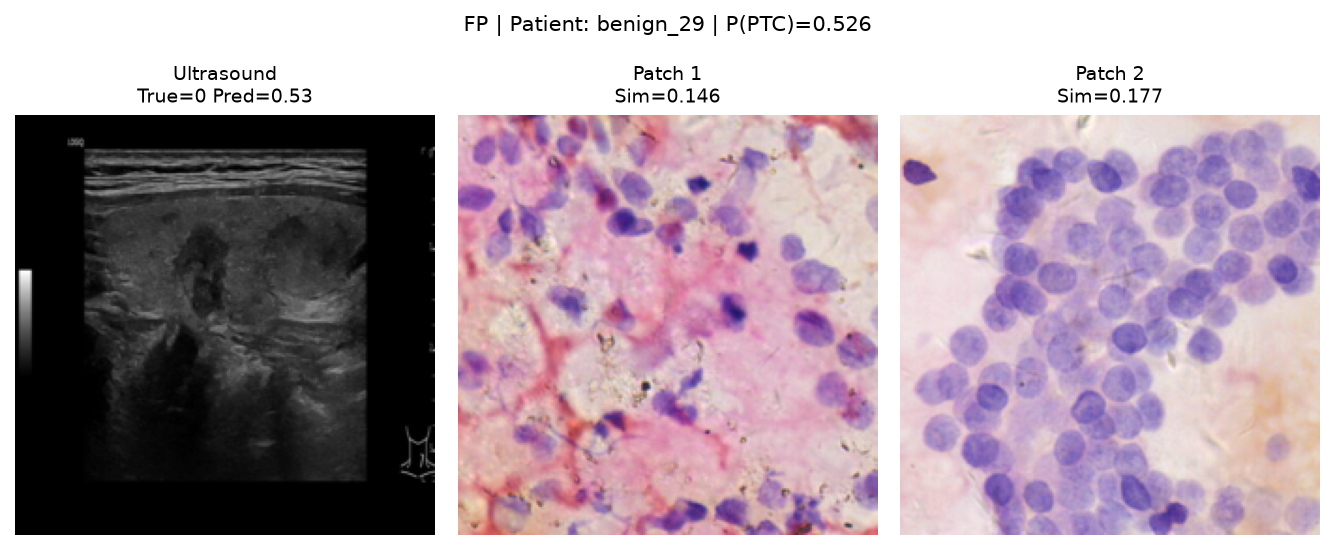 FP | Patient: benign_29 | P(PTC)=0.526
Ultrasound
True=0 Pred=0.53
Patch 1
Sim=0.146
Patch 2
Sim=0.177